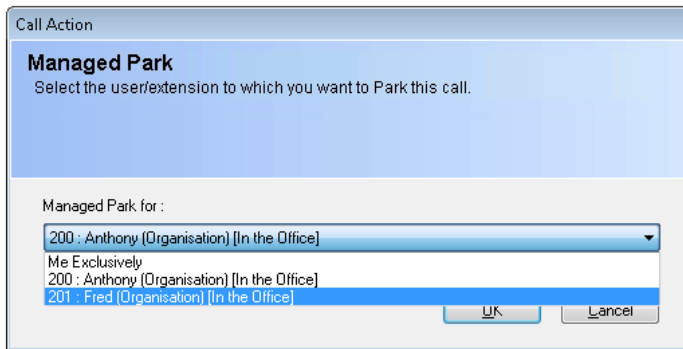 Call Action
Managed Park
Select the user/extension to which you want to Park this call.
Managed Park for :
200 : Anthony (Organisation) [In the Office]
Me Exclusively
200 : Anthony (Organisation) [In the Office]
201 : Fred (Organisation) [In the Office]
OK Cancel